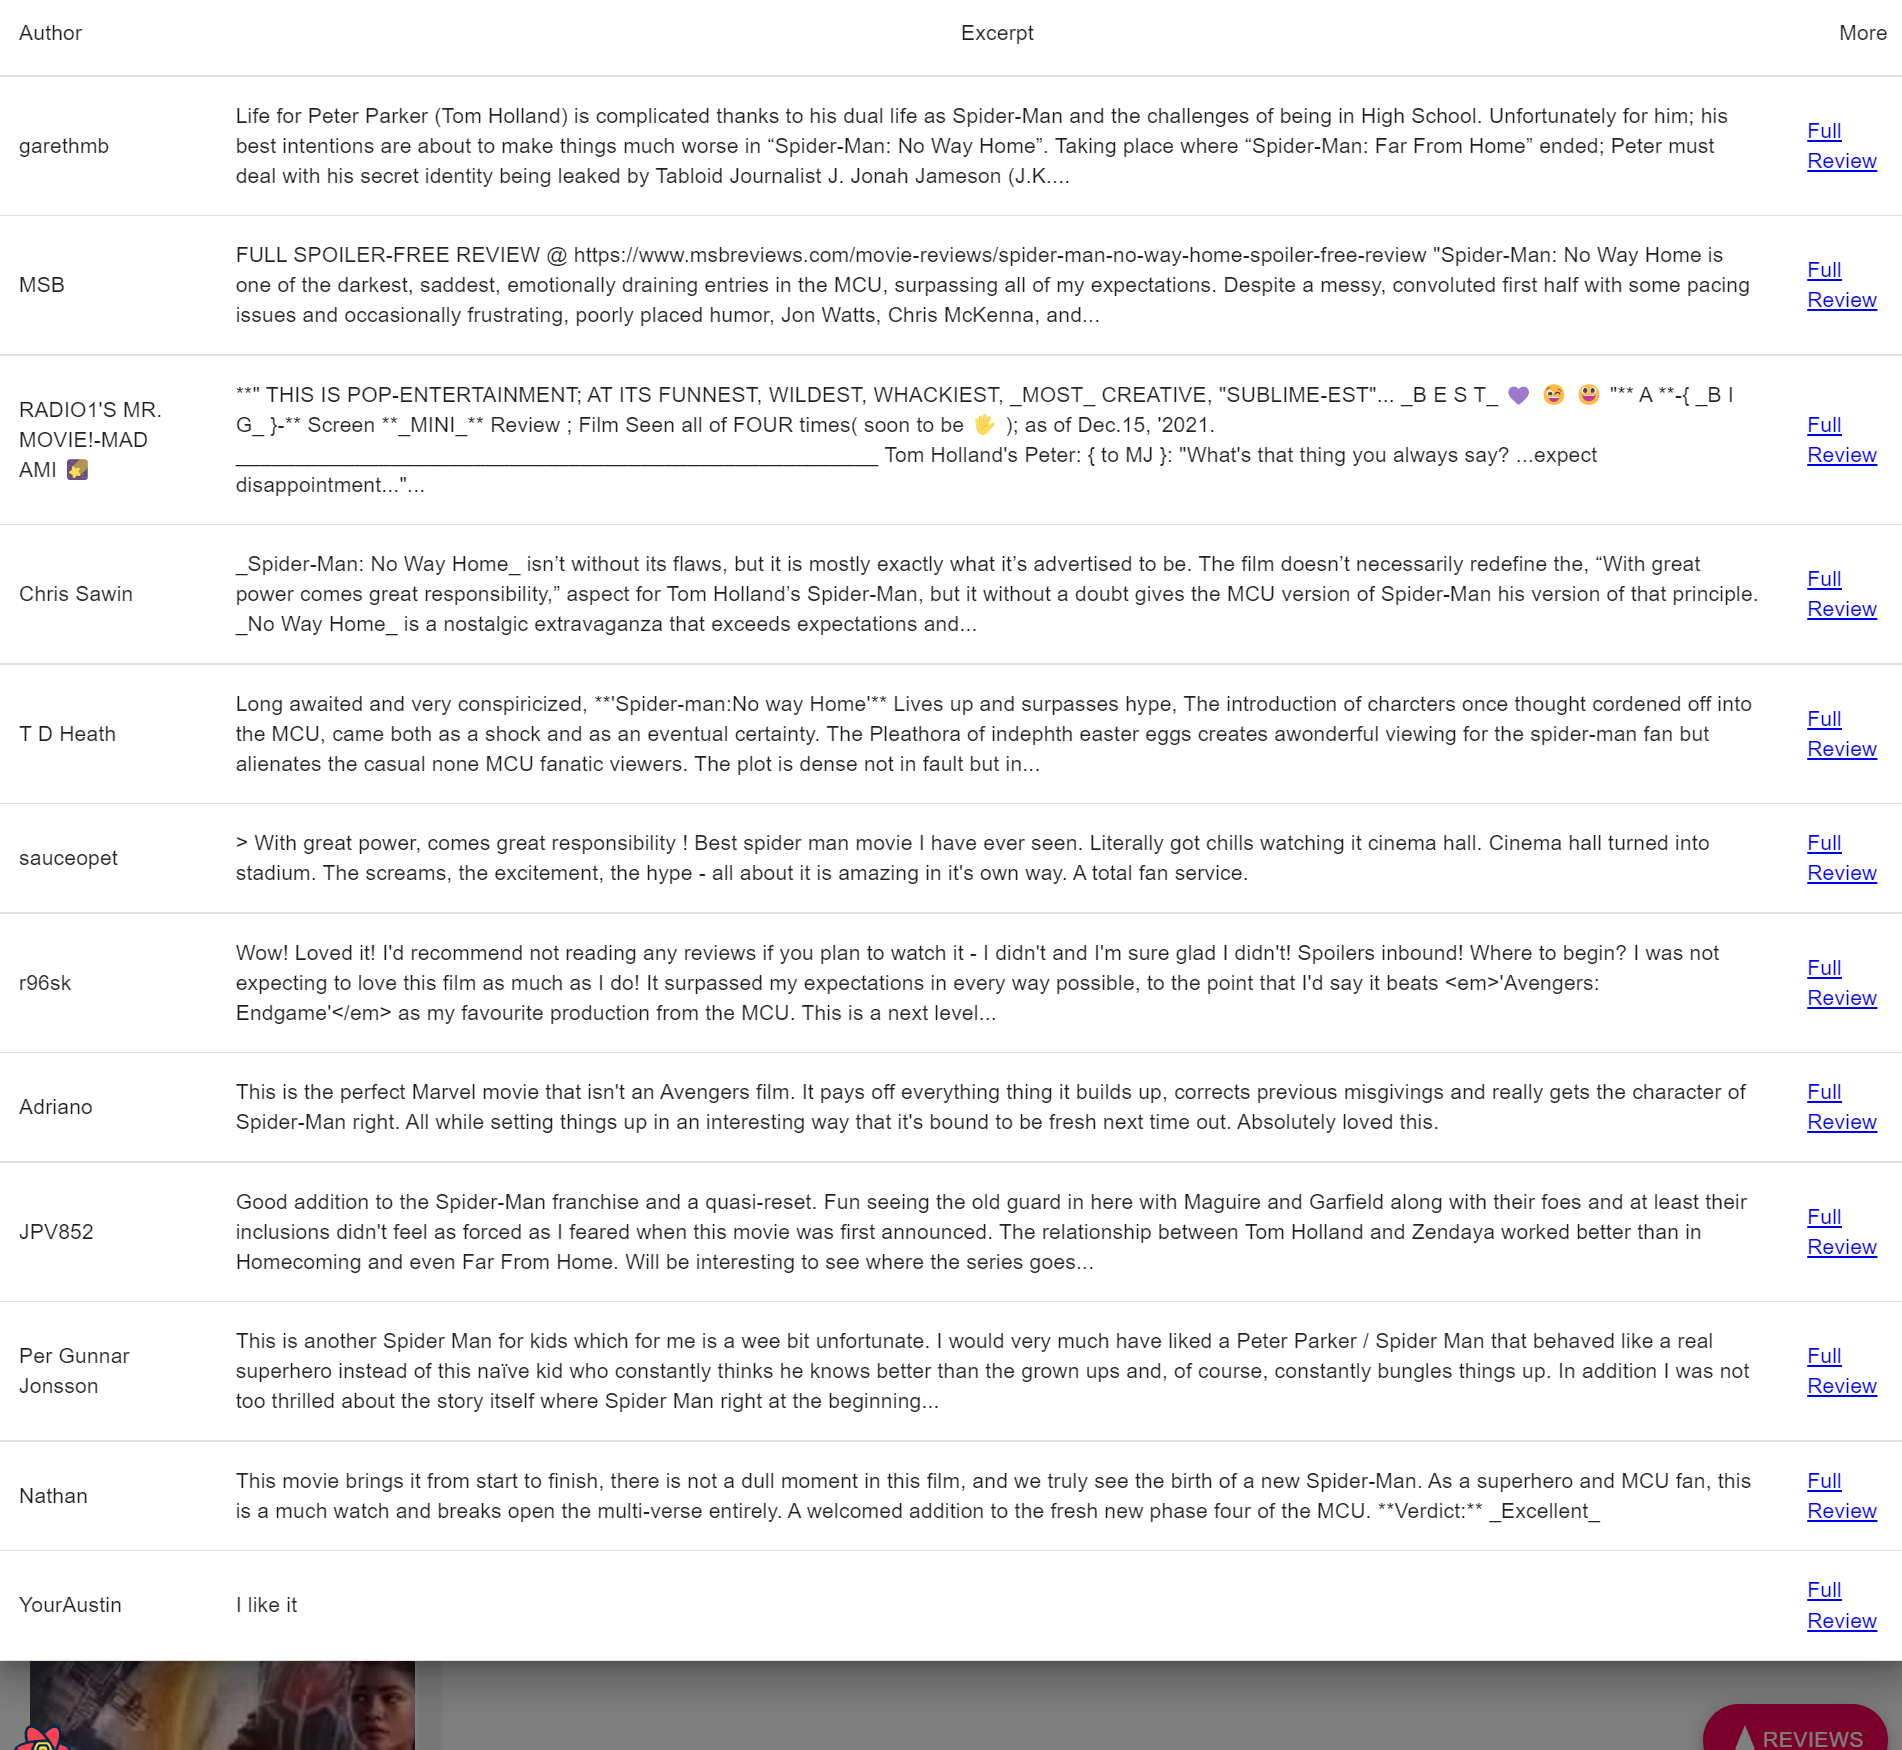 Author Excerpt More
garethmb
Life for Peter Parker (Tom Holland) is complicated thanks to his dual life as Spider-Man and the challenges of being in High School. Unfortunately for him; his
best intentions are about to make things much worse in “Spider-Man: No Way Home”. Taking place where “Spider-Man: Far From Home” ended; Peter must
deal with his secret identity being leaked by Tabloid Journalist J. Jonah Jameson (J.K....
Full
Review
MSB
FULL SPOILER-FREE REVIEW @ https://www.msbreviews.com/movie-reviews/spider-man-no-way-home-spoiler-free-review "Spider-Man: No Way Home is
one of the darkest, saddest, emotionally draining entries in the MCU, surpassing all of my expectations. Despite a messy, convoluted first half with some pacing
issues and occasionally frustrating, poorly placed humor, Jon Watts, Chris McKenna, and...
Full
Review
RADIO1'S MR.
MOVIE!-MAD
AMI 🌠
**" THIS IS POP-ENTERTAINMENT; AT ITS FUNNEST, WILDEST, WHACKIEST, _MOST_ CREATIVE, "SUBLIME-EST"... _B E S T_ 💜 😄 😃 "** A **-{ _B I
G_ }-** Screen **_MINI_** Review ; Film Seen all of FOUR times( soon to be 🖐 ); as of Dec.15, '2021.
______________________________________________________ Tom Holland's Peter: { to MJ }: "What's that thing you always say? ...expect
disappointment..."...
Full
Review
Chris Sawin
_Spider-Man: No Way Home_ isn’t without its flaws, but it is mostly exactly what it’s advertised to be. The film doesn’t necessarily redefine the, “With great
power comes great responsibility,” aspect for Tom Holland’s Spider-Man, but it without a doubt gives the MCU version of Spider-Man his version of that principle.
_No Way Home_ is a nostalgic extravaganza that exceeds expectations and...
Full
Review
T D Heath
Long awaited and very conspiricized, **'Spider-man:No way Home'** Lives up and surpasses hype, The introduction of charcters once thought cordened off into
the MCU, came both as a shock and as an eventual certainty. The Pleathora of indephth easter eggs creates awonderful viewing for the spider-man fan but
alienates the casual none MCU fanatic viewers. The plot is dense not in fault but in...
Full
Review
sauceopet
> With great power, comes great responsibility ! Best spider man movie I have ever seen. Literally got chills watching it cinema hall. Cinema hall turned into
stadium. The screams, the excitement, the hype - all about it is amazing in it's own way. A total fan service.
Full
Review
r96sk
Wow! Loved it! I'd recommend not reading any reviews if you plan to watch it - I didn't and I'm sure glad I didn't! Spoilers inbound! Where to begin? I was not
expecting to love this film as much as I do! It surpassed my expectations in every way possible, to the point that I'd say it beats <em>'Avengers:
Endgame'</em> as my favourite production from the MCU. This is a next level...
Full
Review
Adriano
This is the perfect Marvel movie that isn't an Avengers film. It pays off everything thing it builds up, corrects previous misgivings and really gets the character of
Spider-Man right. All while setting things up in an interesting way that it's bound to be fresh next time out. Absolutely loved this.
Full
Review
JPV852
Good addition to the Spider-Man franchise and a quasi-reset. Fun seeing the old guard in here with Maguire and Garfield along with their foes and at least their
inclusions didn't feel as forced as I feared when this movie was first announced. The relationship between Tom Holland and Zendaya worked better than in
Homecoming and even Far From Home. Will be interesting to see where the series goes...
Full
Review
Per Gunnar
Jonsson
This is another Spider Man for kids which for me is a wee bit unfortunate. I would very much have liked a Peter Parker / Spider Man that behaved like a real
superhero instead of this naïve kid who constantly thinks he knows better than the grown ups and, of course, constantly bungles things up. In addition I was not
too thrilled about the story itself where Spider Man right at the beginning...
Full
Review
Nathan
This movie brings it from start to finish, there is not a dull moment in this film, and we truly see the birth of a new Spider-Man. As a superhero and MCU fan, this
is a much watch and breaks open the multi-verse entirely. A welcomed addition to the fresh new phase four of the MCU. **Verdict:** _Excellent_
Full
Review
YourAustin
I like it
Full
Review
REVIEWS